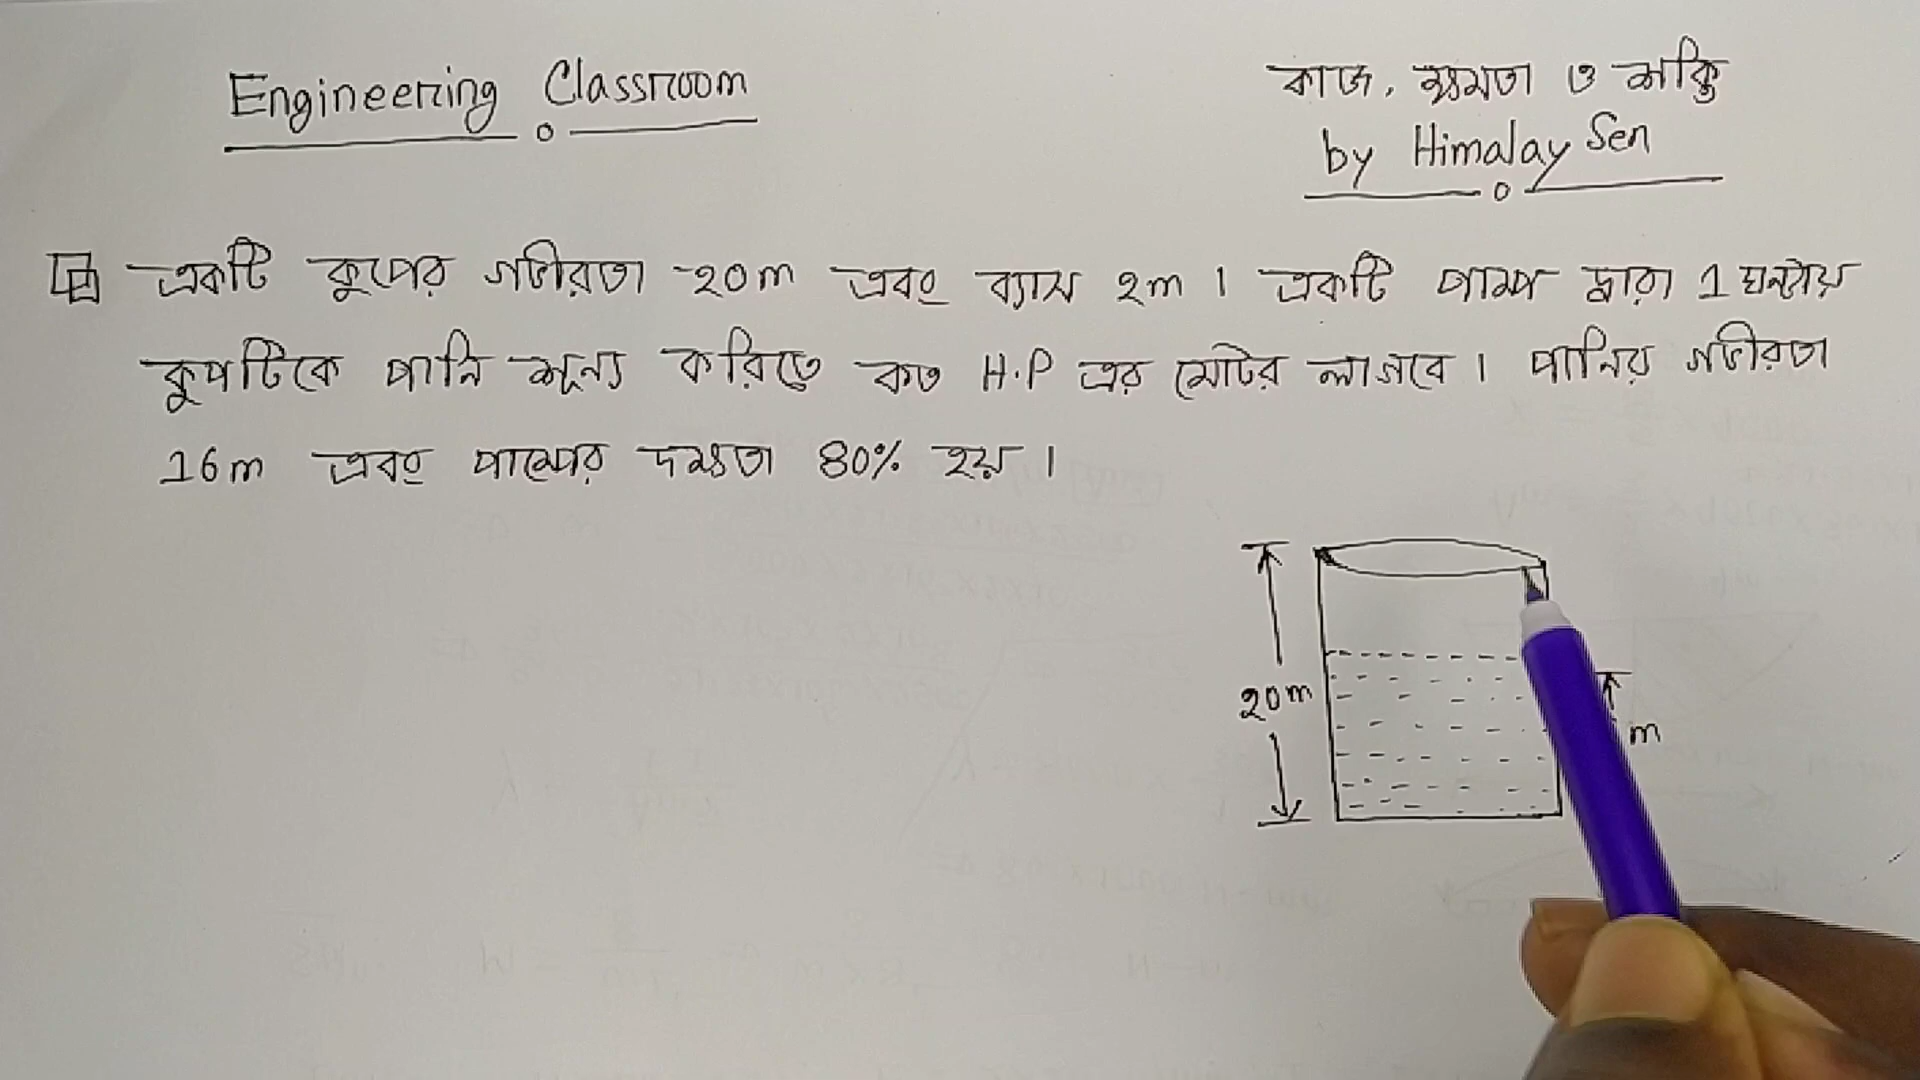 Engineering Classroom
কাজ, ক্ষমতা ও শক্তি
by Himalay Sen
একটি কুপের গভীরতা 20m এবং ব্যাস 2m । একটি পাম্প দ্বারা 1 ঘন্টায়
কুপটিকে পানি শূন্য করিতে কত H.P এর মোটর লাগবে । পানির গভীরতা
16m এবং পাম্পের দক্ষতা 80% হয় ।
20m
m